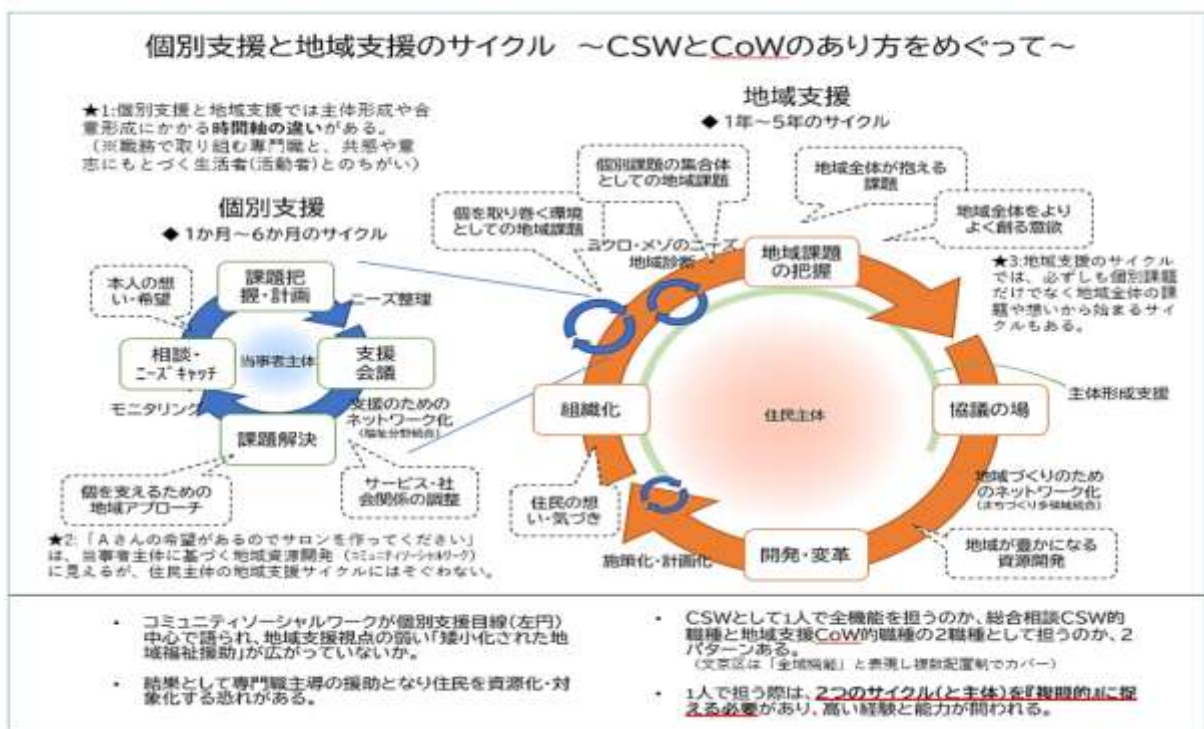 個別支援と地域支援のサイクル ～CSWとCoWのあり方をめぐって～
★1:個別支援と地域支援では主体形成や合
意形成にかかる時間軸の違いがある。
(※職務で取り組む専門職と、共感や意
志にもとづく生活者(活動者)とのちがい)
個別支援
◆ 1か月～6か月のサイクル
本人の想
い・希望
課題把
握・計画
ニーズ整理
相談・
ニーズキャッチ
当事者主体
支援
会議
モニタリング
課題解決
支援のための
ネットワーク化
(福祉分野統合)
個を支えるための
地域アプローチ
サービス・社
会関係の調整
★2:「Aさんの希望があるのでサロンを作ってください」
は、当事者主体に基づく地域資源開発 (コミュニティソーシャルワーク)
に見えるが、住民主体の地域支援サイクルにはそぐわない。
地域支援
◆ 1年～5年のサイクル
個を取り巻く環境
としての地域課題
個別課題の集合体
としての地域課題
地域全体が抱える
課題
地域全体をより
よく創る意欲
ミクロ・メゾのニーズ
地域診断
地域課題
の把握
★3:地域支援のサイクル
では、必ずしも個別課題
だけでなく地域全体の課
題や想いから始まるサイ
クルもある。
主体形成支援
組織化
住民主体
協議の場
住民の想
い・気づき
地域づくりのため
のネットワーク化
(まちづくり多領域統合)
施策化・計画化
開発・変革
地域が豊かになる
資源開発
• コミュニティソーシャルワークが個別支援目線(左円)
中心で語られ、地域支援視点の弱い「矮小化された地
域福祉援助」が広がっていないか。
• 結果として専門職主導の援助となり住民を資源化・対
象化する恐れがある。
• CSWとして1人で全機能を担うのか、総合相談CSW的
職種と地域支援CoW的職種の2職種として担うのか、2
パターンある。
(文京区は「全域機能」と表現し複数配置制でカバー)
• 1人で担う際は、2つのサイクル(と主体)を『複眼的』に捉
える必要があり、高い経験と能力が問われる。